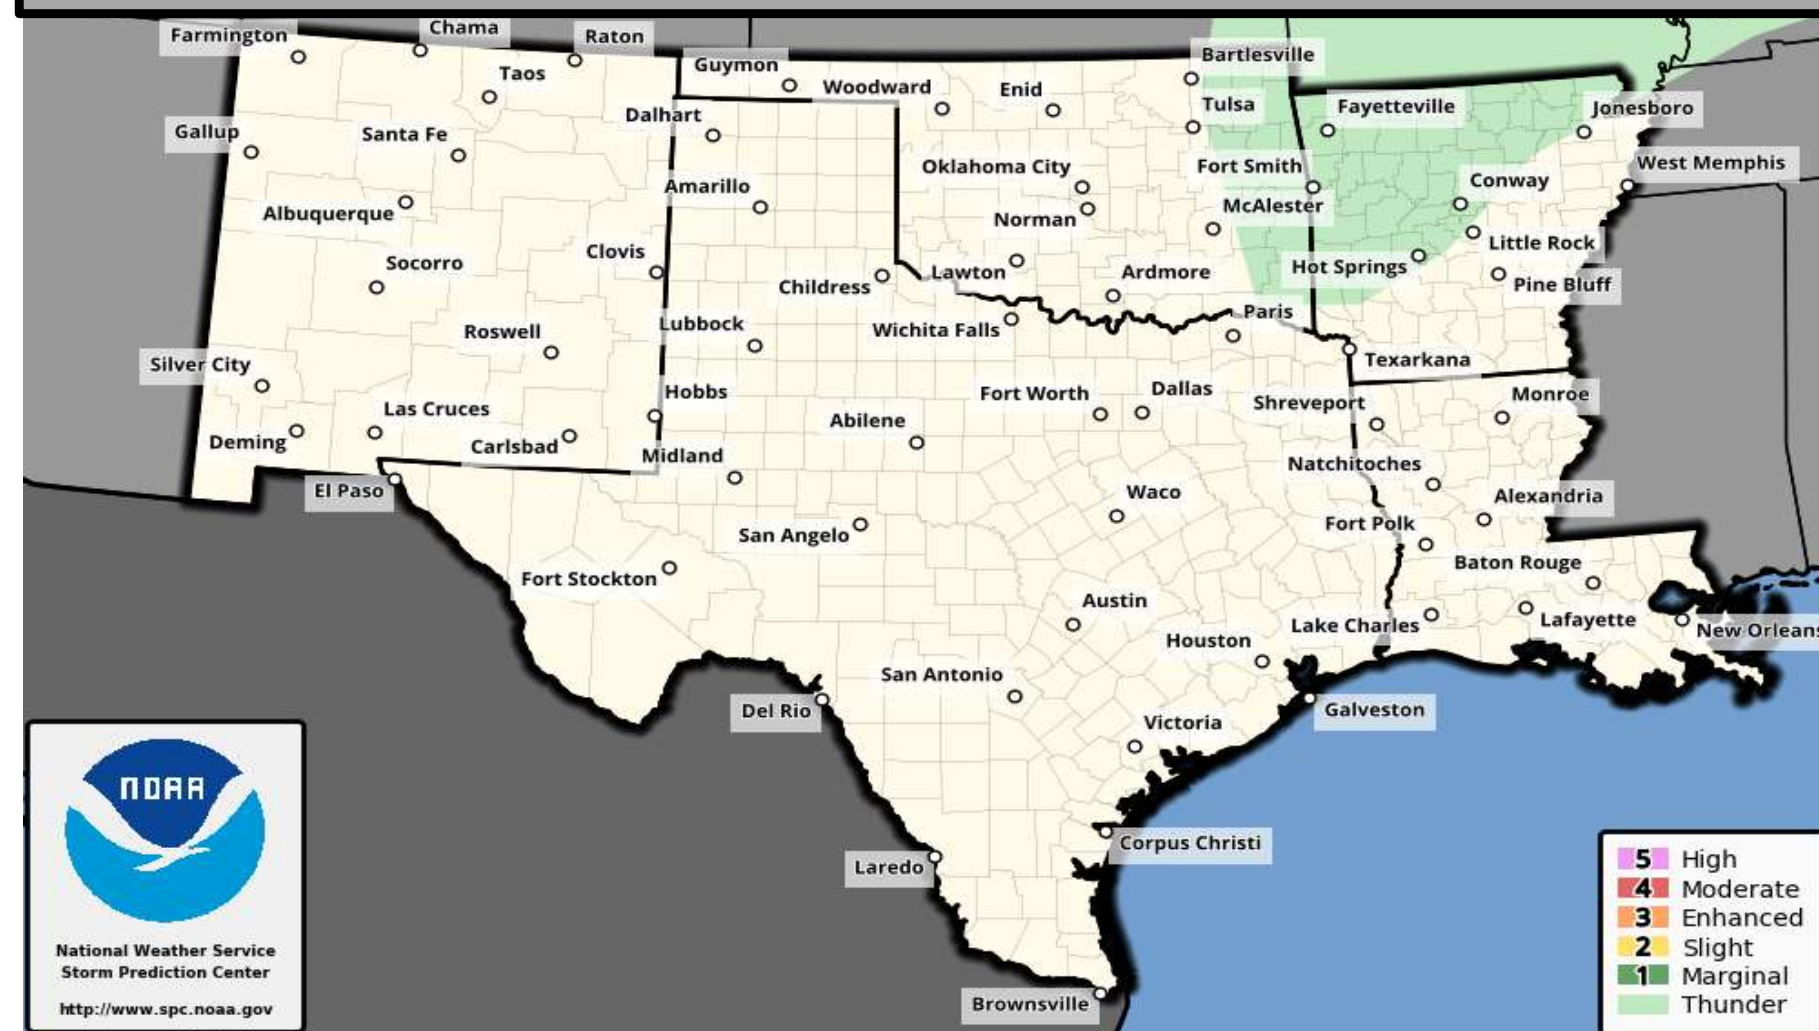 Farmington
Chama
Raton
Taos
Guymon
Woodward
Enid
Bartlesville
Dalhart
Tulsa
Fayetteville
Jonesboro
Gallup
Santa Fe
Oklahoma City
Fort Smith
Conway
West Memphis
Amarillo
Albuquerque
Norman
McAlester
Clovis
Socorro
Little Rock
Childress
Lawton
Ardmore
Hot Springs
Pine Bluff
Roswell
Lubbock
Wichita Falls
Paris
Silver City
Texarkana
Las Cruces
Hobbs
Fort Worth
Dallas
Shreveport
Monroe
Deming
Carlsbad
Midland
Abilene
Natchitoches
El Paso
Waco
Alexandria
San Angelo
Fort Polk
Fort Stockton
Baton Rouge
Austin
Houston
Lake Charles
Lafayette
New Orleans
San Antonio
Del Rio
Victoria
Galveston
Corpus Christi
Laredo
Brownsville
NOAA
National Weather Service
Storm Prediction Center
http://www.spc.noaa.gov
5 High
4 Moderate
3 Enhanced
2 Slight
1 Marginal
Thunder